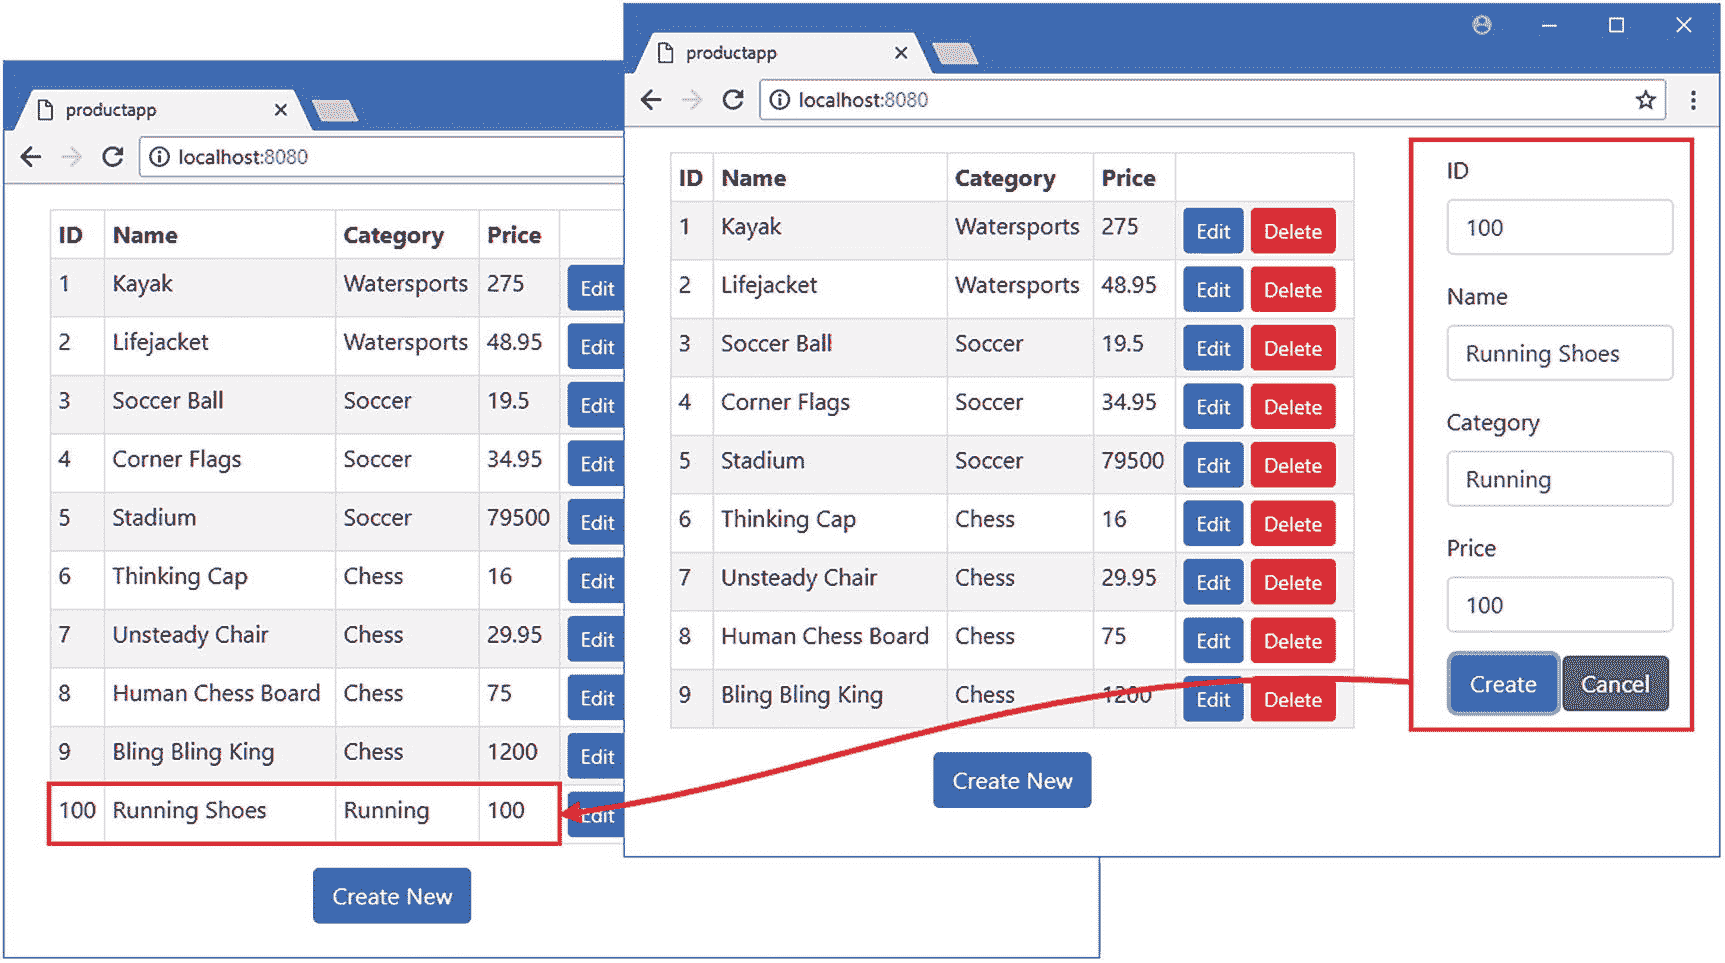 productapp
localhost:8080
ID Name Category Price
1 Kayak Watersports 275 Edit
2 Lifejacket Watersports 48.95 Edit
3 Soccer Ball Soccer 19.5 Edit
4 Corner Flags Soccer 34.95 Edit
5 Stadium Soccer 79500 Edit
6 Thinking Cap Chess 16 Edit
7 Unsteady Chair Chess 29.95 Edit
8 Human Chess Board Chess 75 Edit
9 Bling Bling King Chess 1200 Edit
100 Running Shoes Running 100 Edit
Create New
productapp
localhost:8080
ID Name Category Price
1 Kayak Watersports 275 Edit Delete
2 Lifejacket Watersports 48.95 Edit Delete
3 Soccer Ball Soccer 19.5 Edit Delete
4 Corner Flags Soccer 34.95 Edit Delete
5 Stadium Soccer 79500 Edit Delete
6 Thinking Cap Chess 16 Edit Delete
7 Unsteady Chair Chess 29.95 Edit Delete
8 Human Chess Board Chess 75 Edit Delete
9 Bling Bling King Chess 1200 Edit Delete
Create New
ID
100
Name
Running Shoes
Category
Running
Price
100
Create Cancel